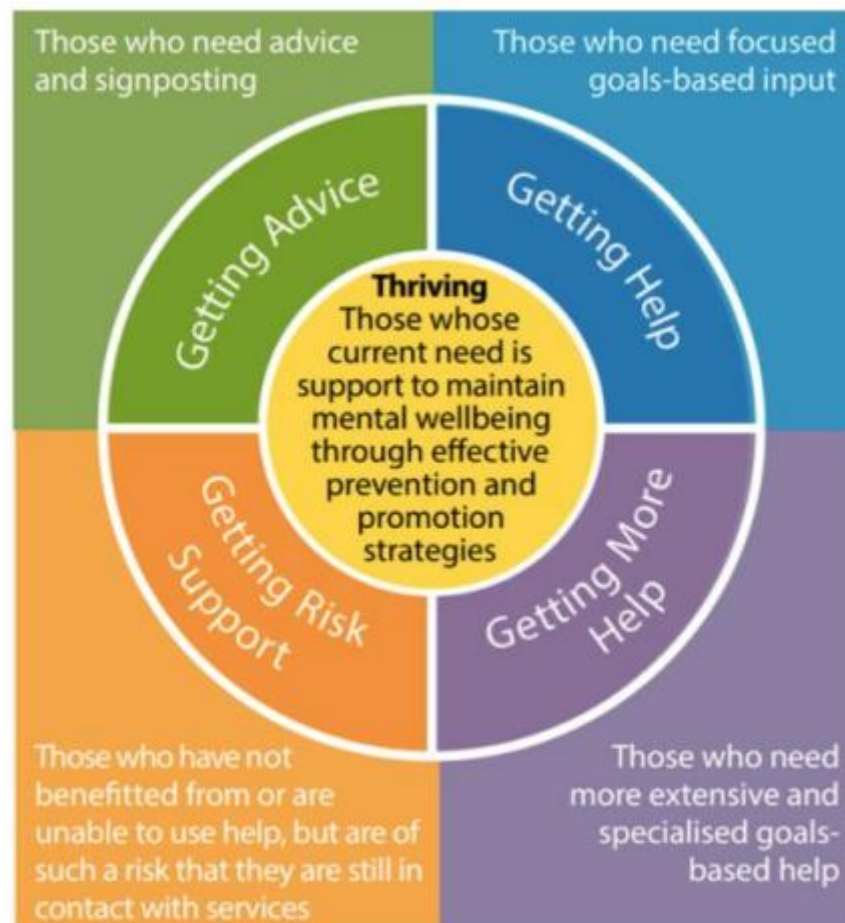 Those who need advice
and signposting
Those who need focused
goals-based input
Getting Advice
Getting Help
Thriving
Those whose
current need is
support to maintain
mental wellbeing
through effective
prevention and
promotion
strategies
Getting Risk
Support
Getting More
Help
Those who have not
benefitted from or are
unable to use help, but are of
such a risk that they are still in
contact with services
Those who need
more extensive and
specialised goals-
based help